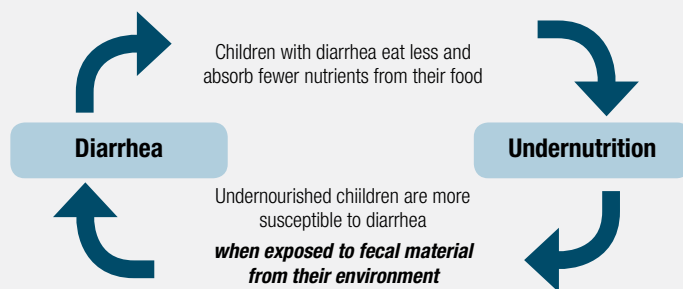 Children with diarrhea eat less and
absorb fewer nutrients from their food
Diarrhea
Undernutrition
Undernourished chiildren are more
susceptible to diarrhea
when exposed to fecal material
from their environment